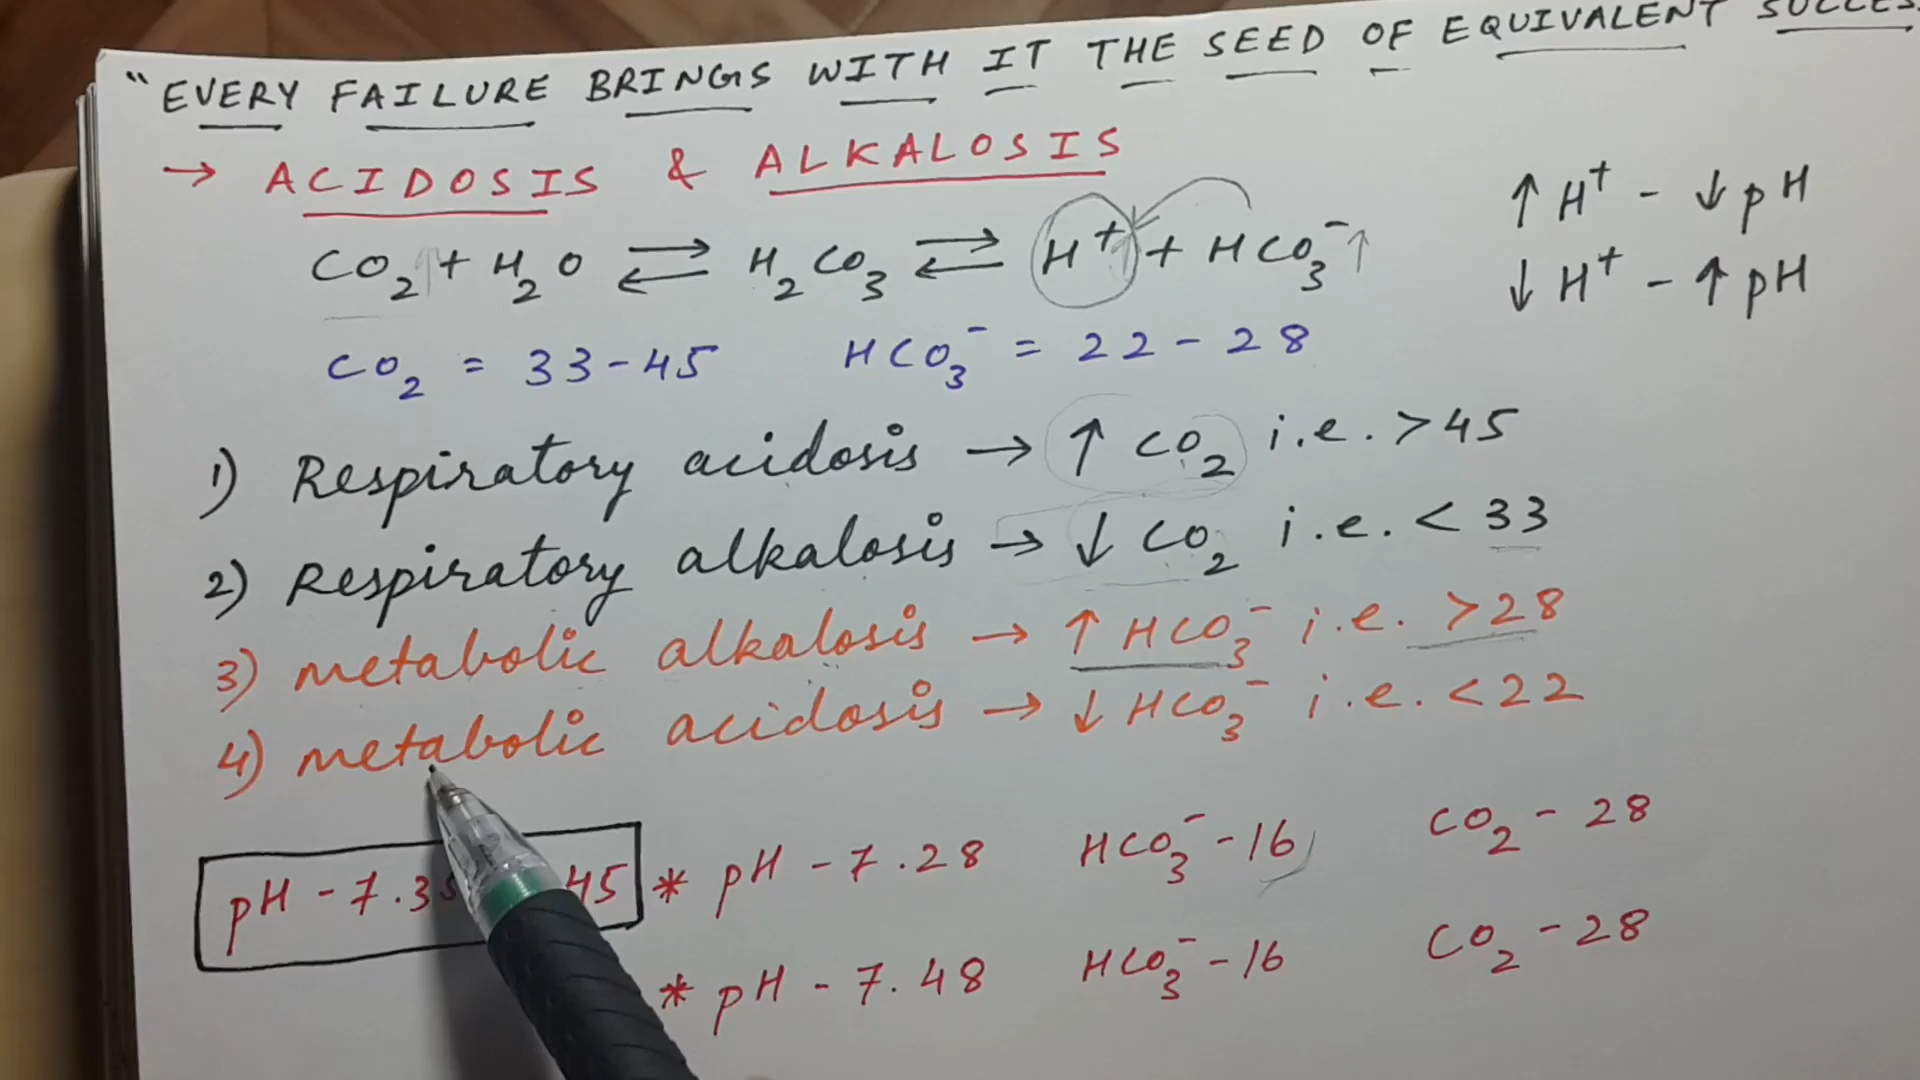 "EVERY FAILURE BRINGS WITH IT THE SEED OF EQUIVALENT
→ ACIDOSIS & ALKALOSIS
↑ H⁺ - ↓ pH
CO₂↑ + H₂O ⇌ H₂CO₃ ⇌ H⁺↑ + HCO₃⁻↑
↓ H⁺ - ↑ pH
CO₂ = 33-45 HCO₃⁻ = 22-28
1) Respiratory acidosis → ↑ CO₂ i.e. >45
2) Respiratory alkalosis → ↓ CO₂ i.e. < 33
3) metabolic alkalosis → ↑ HCO₃⁻ i.e. >28
4) metabolic acidosis → ↓ HCO₃⁻ i.e. <22
pH - 7.35 45 * pH - 7.28 HCO₃⁻ - 16 CO₂ - 28
* pH - 7.48 HCO₃⁻ - 16 CO₂ - 28